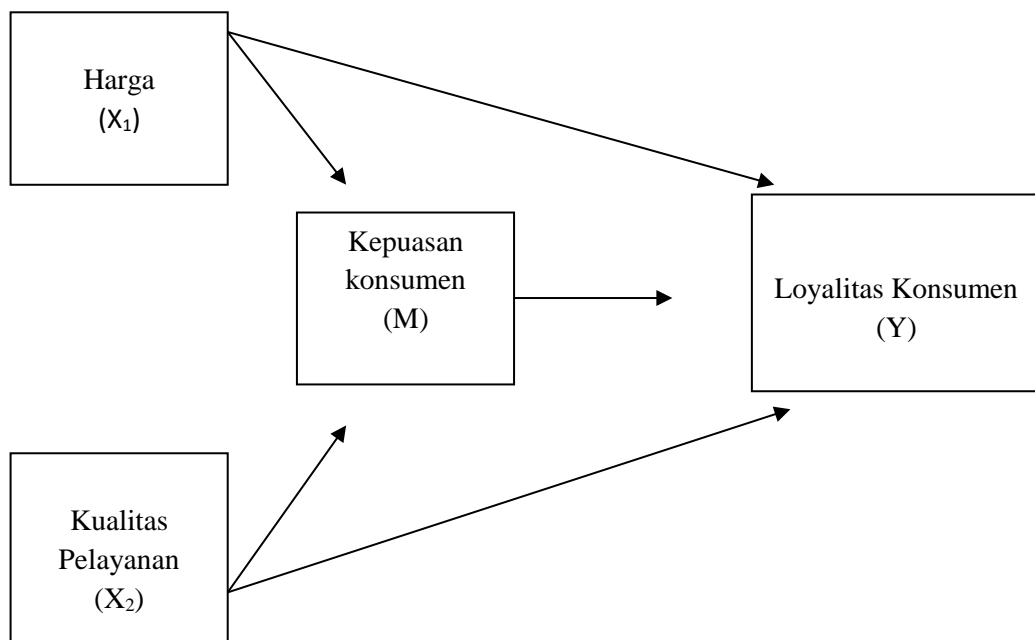 Harga
(X₁)
Kepuasan
konsumen
(M)
Loyalitas Konsumen
(Y)
Kualitas
Pelayanan
(X₂)